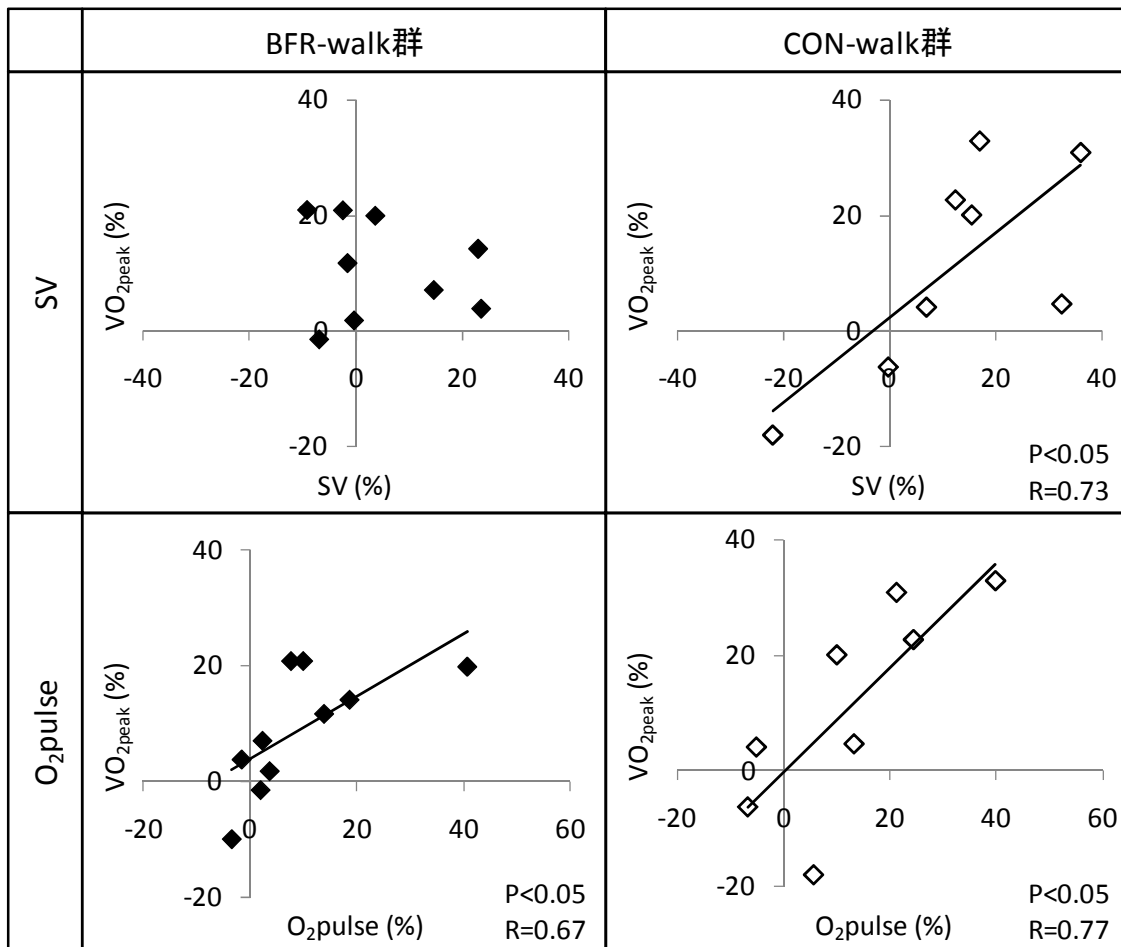 BFR-walk群
CON-walk群
SV
40
20
0
-20
-40
-20
0
20
40
VO2peak (%)
SV (%)
40
20
0
-20
-40
-20
0
20
40
VO2peak (%)
SV (%)
P<0.05
R=0.73
O2pulse
40
20
0
-20
-20
0
20
40
60
VO2peak (%)
O2pulse (%)
P<0.05
R=0.67
40
20
0
-20
-20
0
20
40
60
VO2peak (%)
O2pulse (%)
P<0.05
R=0.77